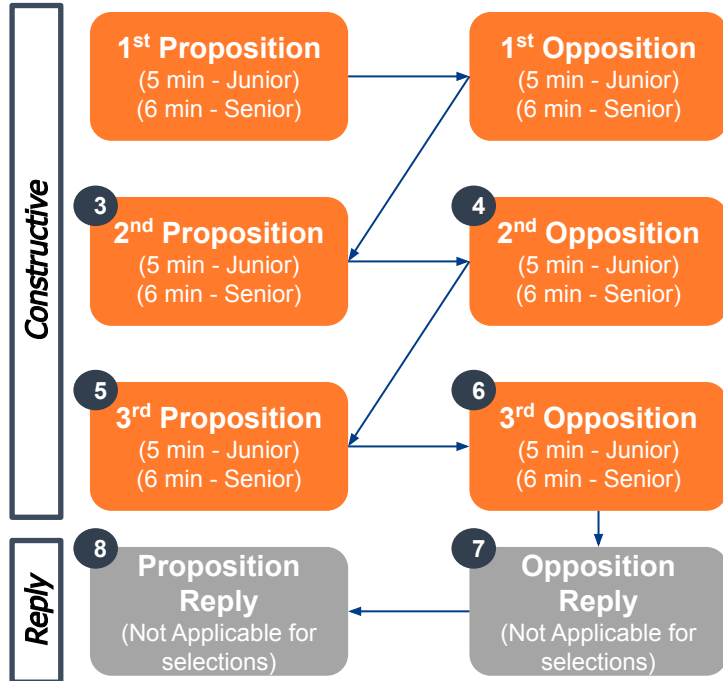 Constructive
1st Proposition
(5 min - Junior)
(6 min - Senior)
1st Opposition
(5 min - Junior)
(6 min - Senior)
3
2nd Proposition
(5 min - Junior)
(6 min - Senior)
4
2nd Opposition
(5 min - Junior)
(6 min - Senior)
5
3rd Proposition
(5 min - Junior)
(6 min - Senior)
6
3rd Opposition
(5 min - Junior)
(6 min - Senior)
Reply
8
Proposition
Reply
(Not Applicable for
selections)
7
Opposition
Reply
(Not Applicable for
selections)